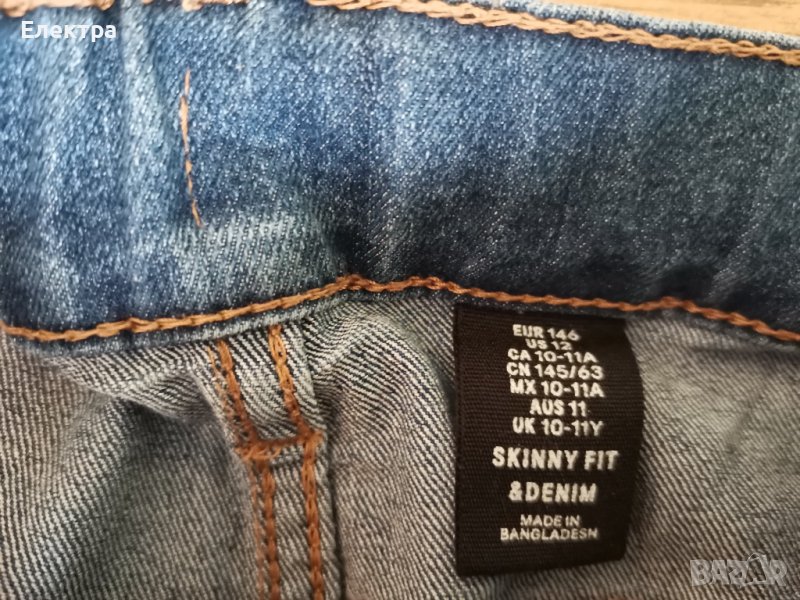 Електра
EUR 146
US 12
CA 10-11A
CN 145/63
MX 10-11A
AUS 11
UK 10-11Y
SKINNY FIT
&DENIM
MADE IN
BANGLADESH
BAZAR